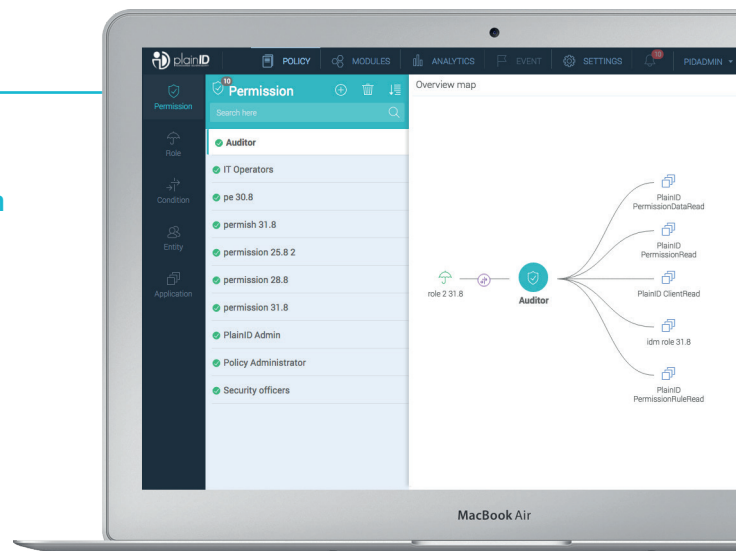 plainID
POLICY
MODULES
ANALYTICS
EVENT
SETTINGS
10
PIDADMIN
Permission
Role
Condition
Entity
Application
10
Permission
Search here
Auditor
IT Operators
pe 30.8
permish 31.8
permission 25.8 2
permission 28.8
permission 31.8
PlainID Admin
Policy Administrator
Security officers
Overview map
role 2 31.8
Auditor
PlainID
PermissionDataRead
PlainID
PermissionRead
PlainID ClientRead
idm role 31.8
PlainID
PermissionRuleRead
MacBook Air